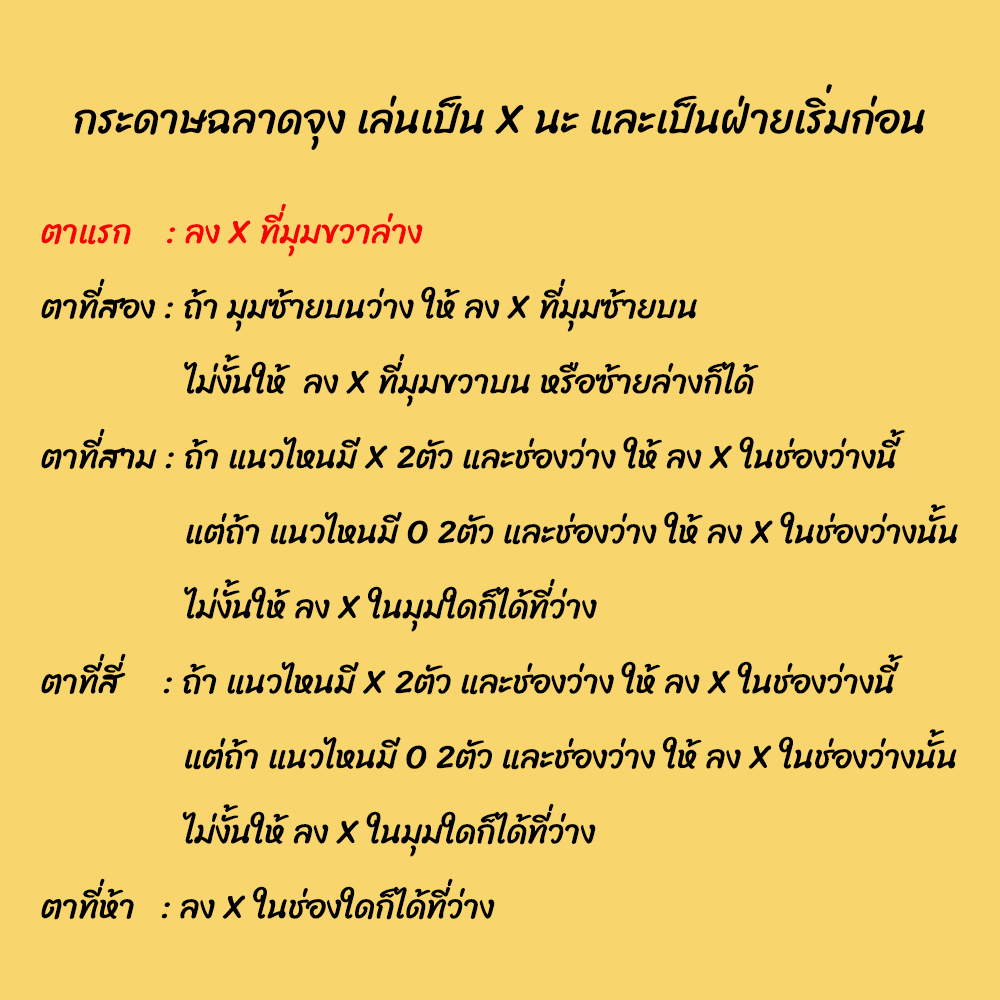 กระดาษฉลาดจุง เล่นเป็น X นะ และเป็นฝ่ายเริ่มก่อน
ตาแรก : ลง X ที่มุมขวาล่าง
ตาที่สอง : ถ้า มุมซ้ายบนว่าง ให้ ลง X ที่มุมซ้ายบน
ไม่งั้นให้ ลง X ที่มุมขวาบน หรือซ้ายล่างก็ได้
ตาที่สาม : ถ้า แนวไหนมี X 2ตัว และช่องว่าง ให้ ลง X ในช่องว่างนี้
แต่ถ้า แนวไหนมี O 2ตัว และช่องว่าง ให้ ลง X ในช่องว่างนั้น
ไม่งั้นให้ ลง X ในมุมใดก็ได้ที่ว่าง
ตาที่สี่ : ถ้า แนวไหนมี X 2ตัว และช่องว่าง ให้ ลง X ในช่องว่างนี้
แต่ถ้า แนวไหนมี O 2ตัว และช่องว่าง ให้ ลง X ในช่องว่างนั้น
ไม่งั้นให้ ลง X ในมุมใดก็ได้ที่ว่าง
ตาที่ห้า : ลง X ในช่องใดก็ได้ที่ว่าง